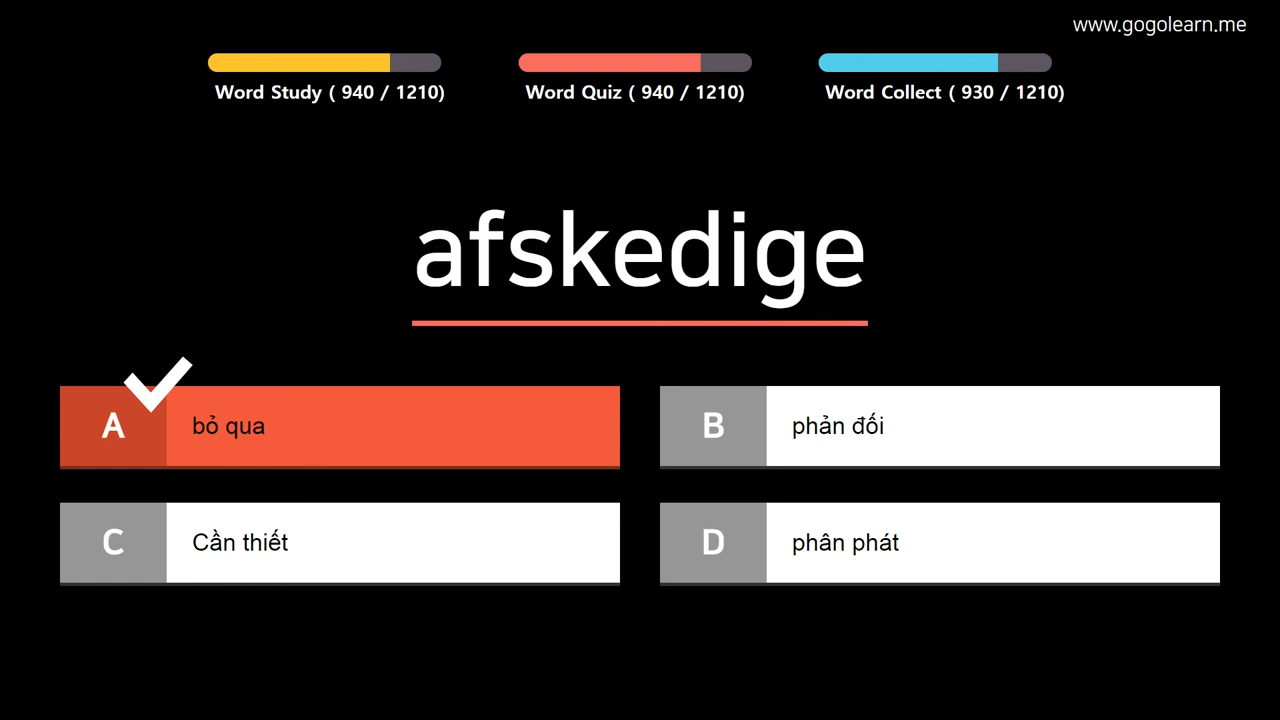 www.gogolearn.me
Word Study ( 940 / 1210)
Word Quiz ( 940 / 1210)
Word Collect ( 930 / 1210)
afskedige
A bỏ qua
B phản đối
C Cần thiết
D phân phát